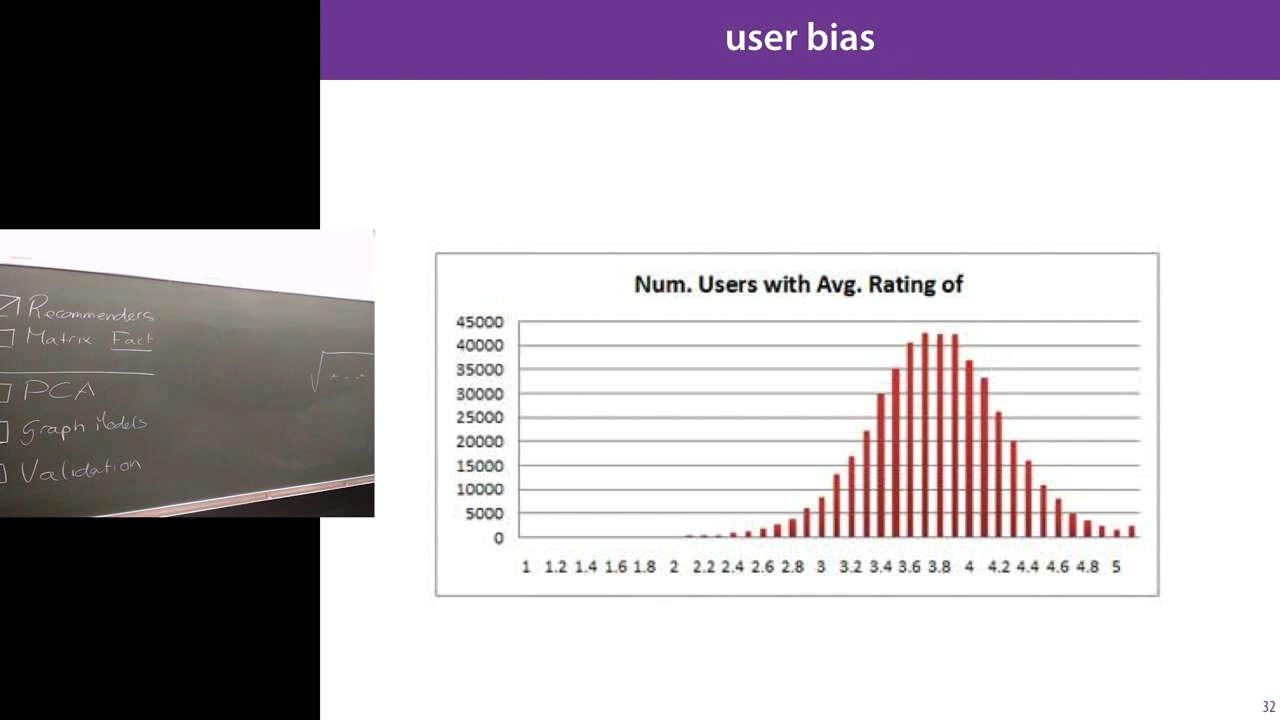 user bias
Recommenders
Matrix Fact
PCA
Graph Models
Validation
Num. Users with Avg. Rating of
45000
40000
35000
30000
25000
20000
15000
10000
5000
0
1 1.2 1.4 1.6 1.8 2 2.2 2.4 2.6 2.8 3 3.2 3.4 3.6 3.8 4 4.2 4.4 4.6 4.8 5
32